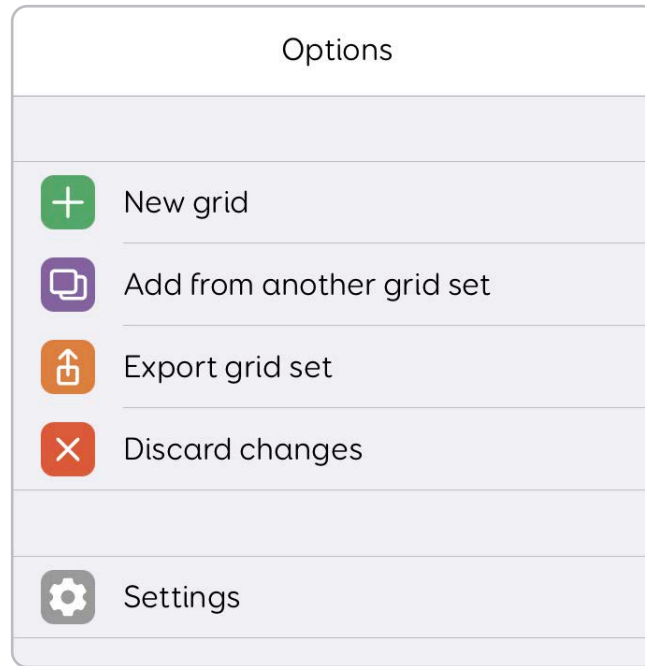 Options
New grid
Add from another grid set
Export grid set
Discard changes
Settings